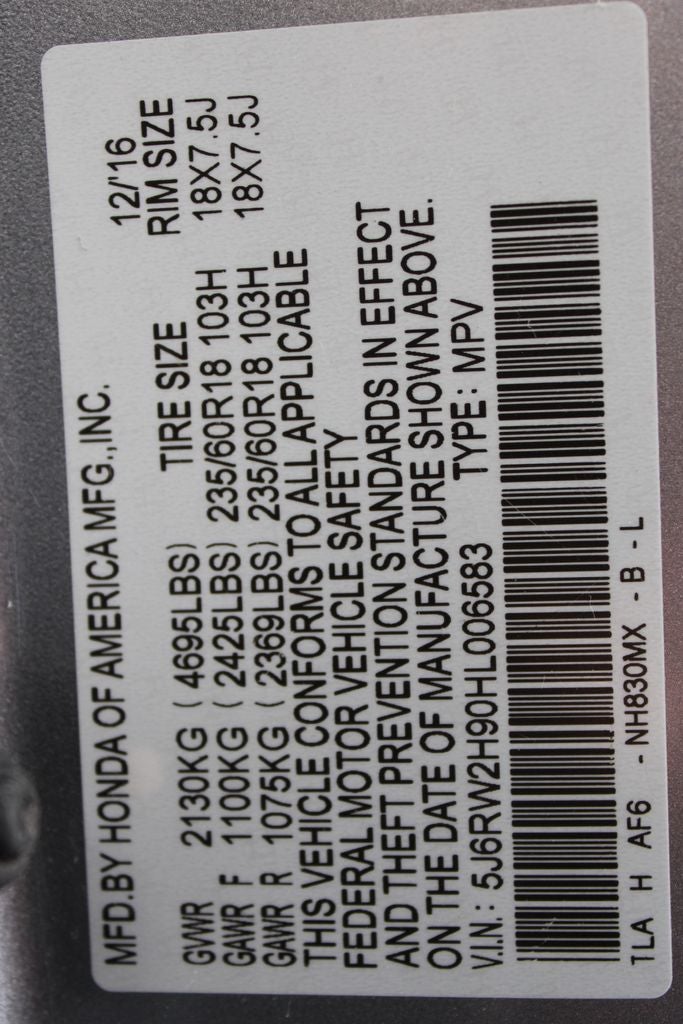 MFD.BY HONDA OF AMERICA MFG.,INC. 12/'16
TIRE SIZE RIM SIZE
GVWR 2130KG ( 4695LBS)
GAWR F 1100KG ( 2425LBS) 235/60R18 103H 18X7.5J
GAWR R 1075KG ( 2369LBS) 235/60R18 103H 18X7.5J
THIS VEHICLE CONFORMS TO ALL APPLICABLE
FEDERAL MOTOR VEHICLE SAFETY
AND THEFT PREVENTION STANDARDS IN EFFECT
ON THE DATE OF MANUFACTURE SHOWN ABOVE.
V.I.N.: 5J6RW2H90HL006583 TYPE: MPV
TLA H AF6 - NH830MX - B - L